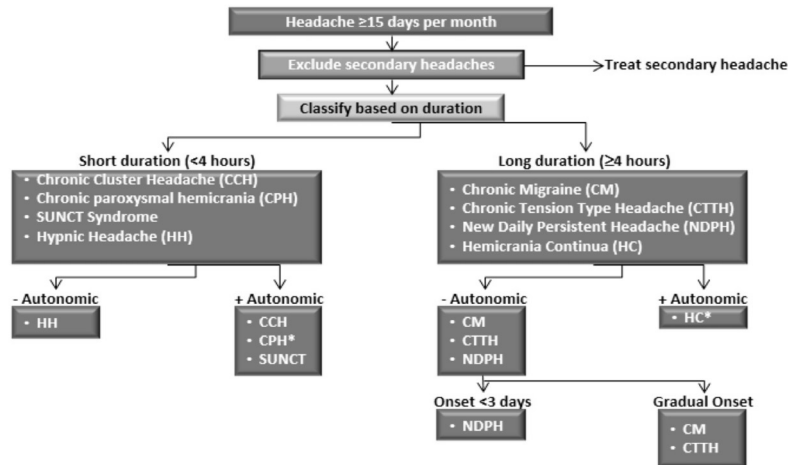 Headache ≥15 days per month
Exclude secondary headaches
Treat secondary headache
Classify based on duration
Short duration (<4 hours)
• Chronic Cluster Headache (CCH)
• Chronic paroxysmal hemicrania (CPH)
• SUNCT Syndrome
• Hypnic Headache (HH)
Long duration (≥4 hours)
• Chronic Migraine (CM)
• Chronic Tension Type Headache (CTTH)
• New Daily Persistent Headache (NDPH)
• Hemicrania Continua (HC)
- Autonomic
• HH
+ Autonomic
• CCH
• CPH*
• SUNCT
- Autonomic
• CM
• CTTH
• NDPH
+ Autonomic
• HC*
Onset <3 days
• NDPH
Gradual Onset
• CM
• CTTH